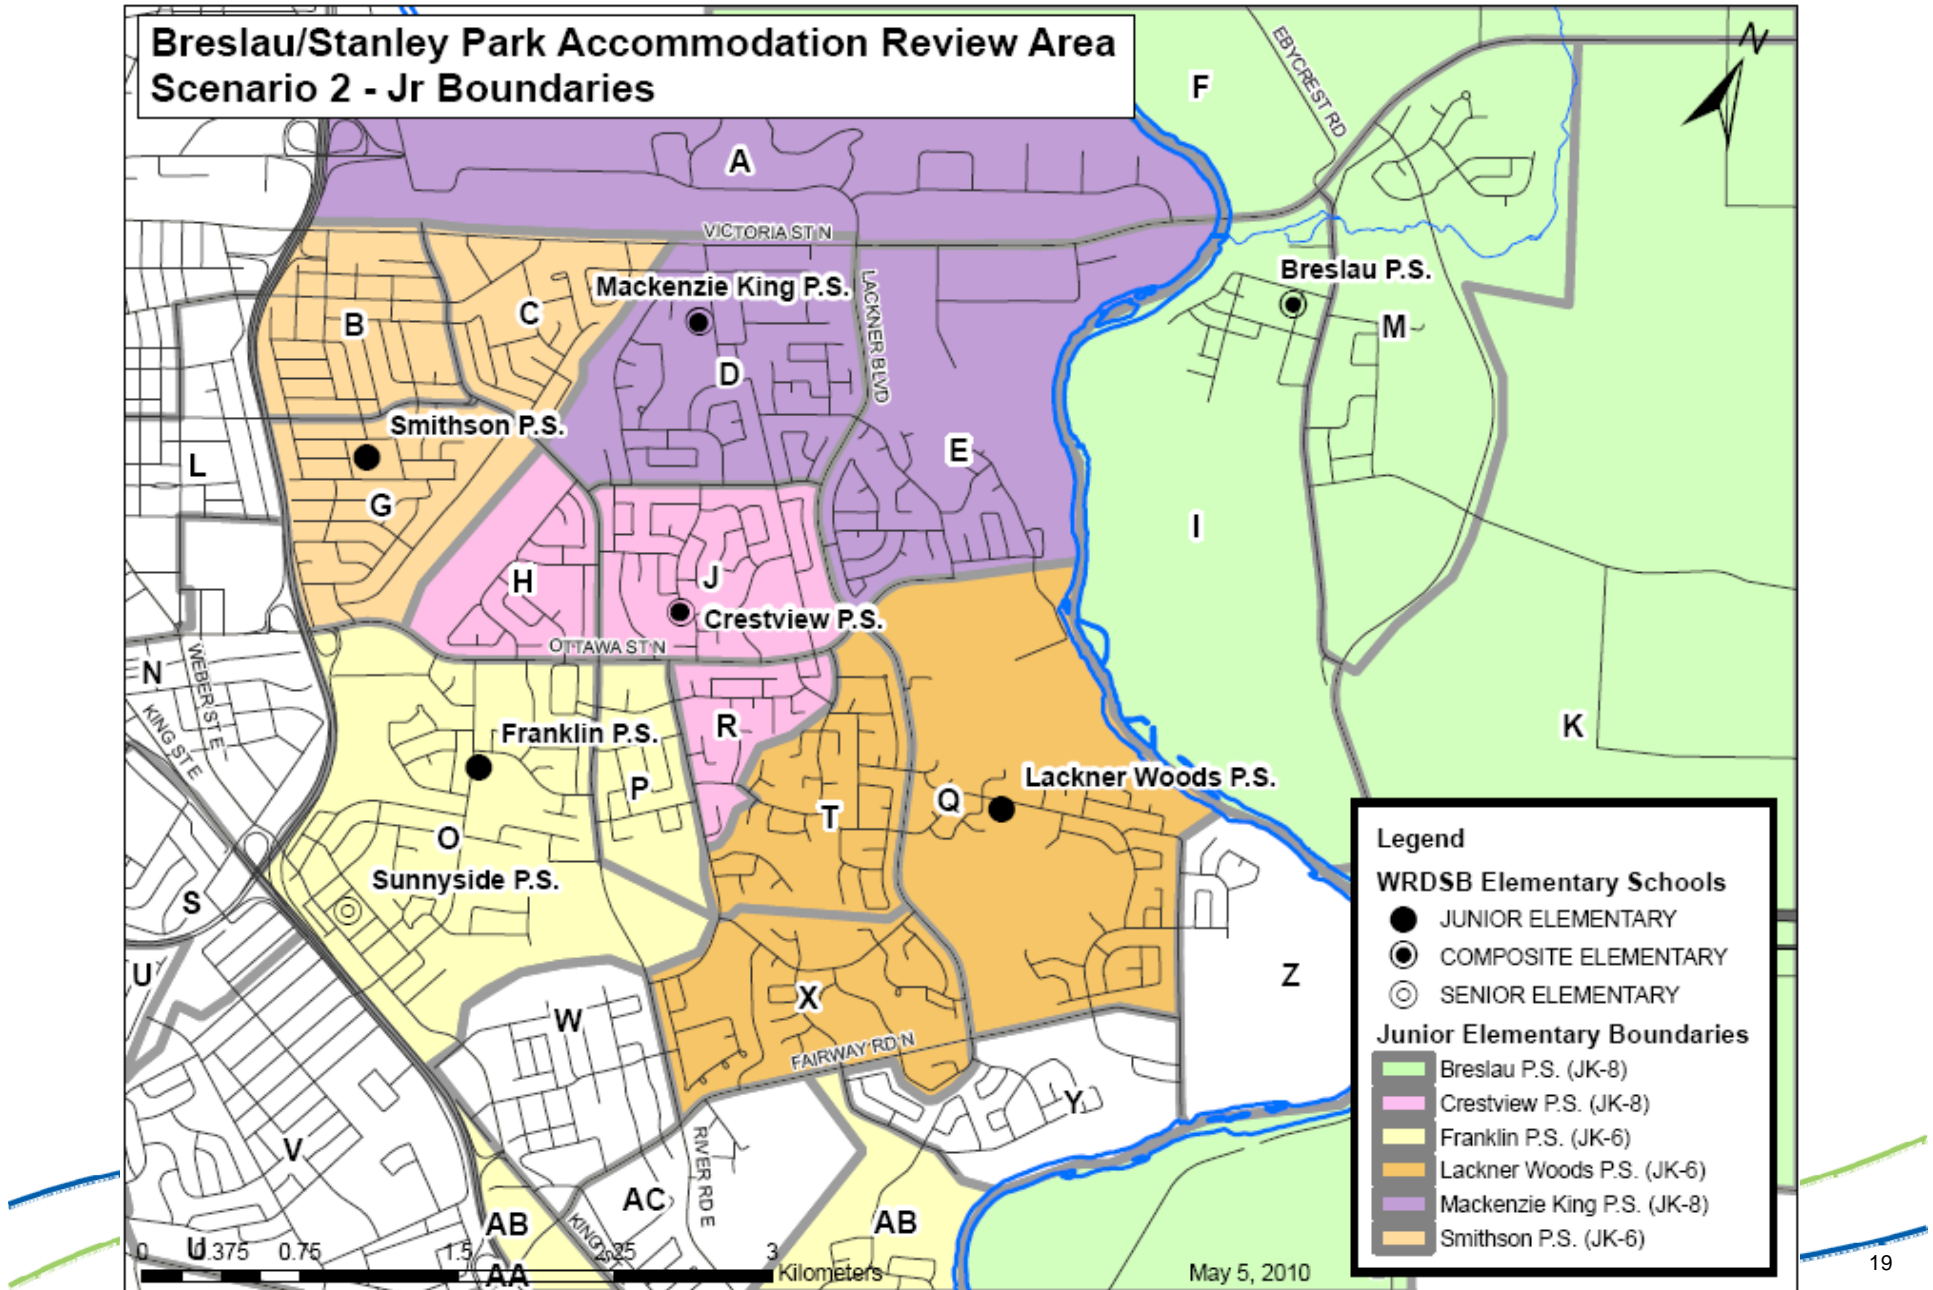 Breslau/Stanley Park Accommodation Review Area
Scenario 2 - Jr Boundaries
N
F
EBYCREST RD
A
VICTORIA ST N
Mackenzie King P.S.
LACKNER BLVD
Breslau P.S.
B
C
D
M
Smithson P.S.
L
G
E
I
H
J
Crestview P.S.
OTTAWA ST N
N
WEBER ST E
KING ST E
Franklin P.S.
R
K
P
Lackner Woods P.S.
Q
T
O
Sunnyside P.S.
S
U
Z
W
X
FAIRWAY RD N
Y
V
RIVER RD E
AC
AB
AB
KING ST
U
AA
0 0.375 0.75 1.5 2.25 3
Kilometers
May 5, 2010
Legend
WRDSB Elementary Schools
JUNIOR ELEMENTARY
COMPOSITE ELEMENTARY
SENIOR ELEMENTARY
Junior Elementary Boundaries
Breslau P.S. (JK-8)
Crestview P.S. (JK-8)
Franklin P.S. (JK-6)
Lackner Woods P.S. (JK-6)
Mackenzie King P.S. (JK-8)
Smithson P.S. (JK-6)
19